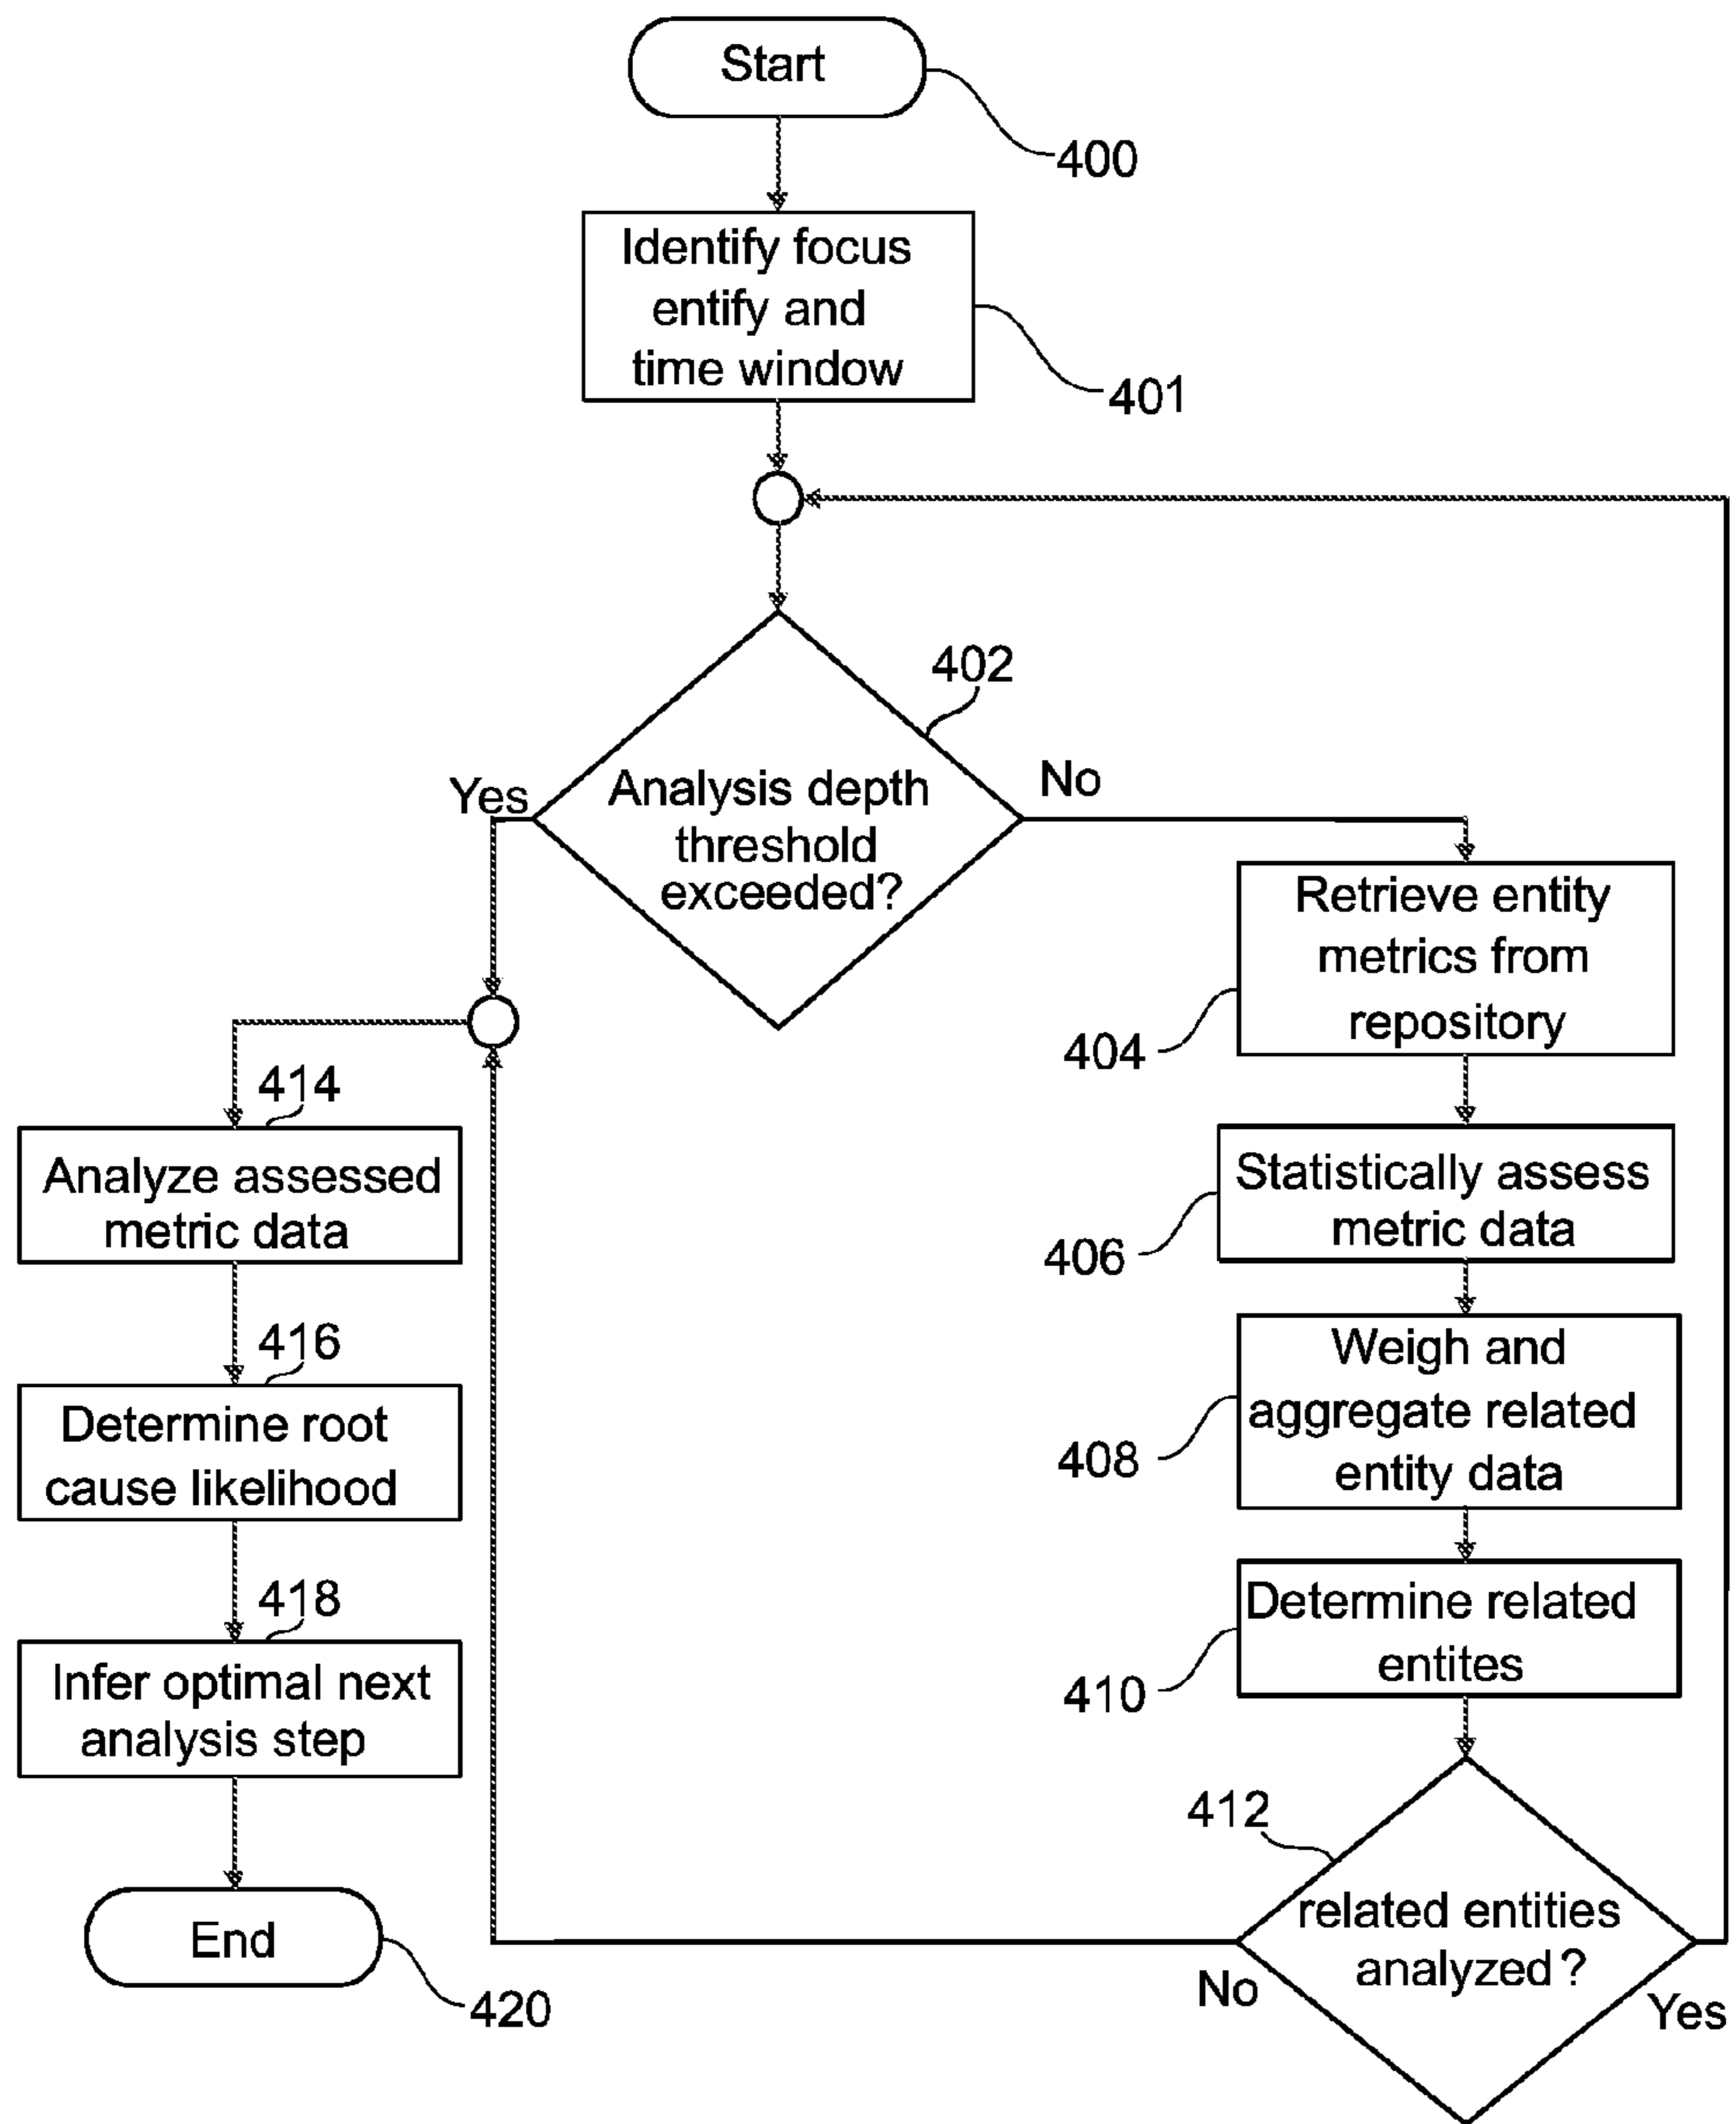 Start
400
Identify focus
entify and
time window
401
402
Yes
No
Analysis depth
threshold
exceeded?
Retrieve entity
metrics from
repository
404
414
Analyze assessed
metric data
Statistically assess
metric data
406
416
Determine root
cause likelihood
Weigh and
aggregate related
entity data
408
418
Infer optimal next
analysis step
Determine related
entites
410
412
related entities
analyzed?
No
Yes
End
420